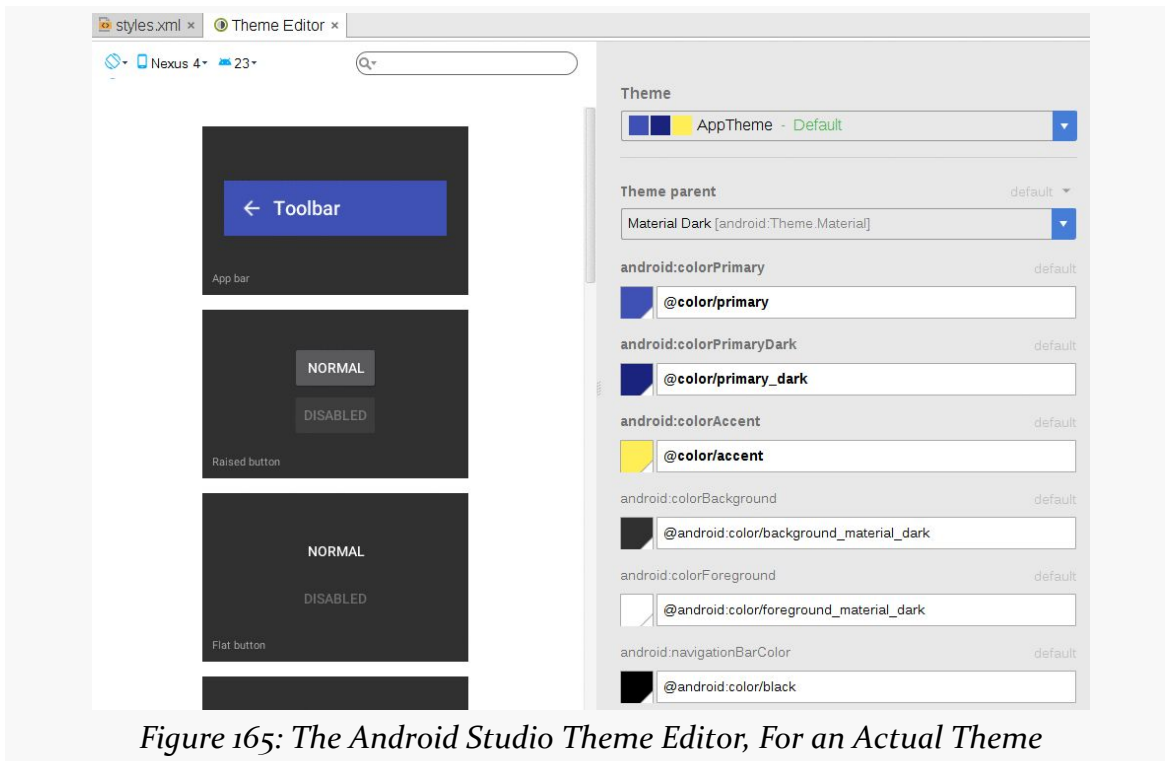 styles.xml × Theme Editor ×
Nexus 4 23
Theme
AppTheme - Default
Toolbar
App bar
NORMAL
DISABLED
Raised button
NORMAL
DISABLED
Flat button
Theme parent default
Material Dark [android:Theme.Material]
android:colorPrimary default
@color/primary
android:colorPrimaryDark default
@color/primary_dark
android:colorAccent default
@color/accent
android:colorBackground default
@android:color/background_material_dark
android:colorForeground default
@android:color/foreground_material_dark
android:navigationBarColor default
@android:color/black
Figure 165: The Android Studio Theme Editor, For an Actual Theme